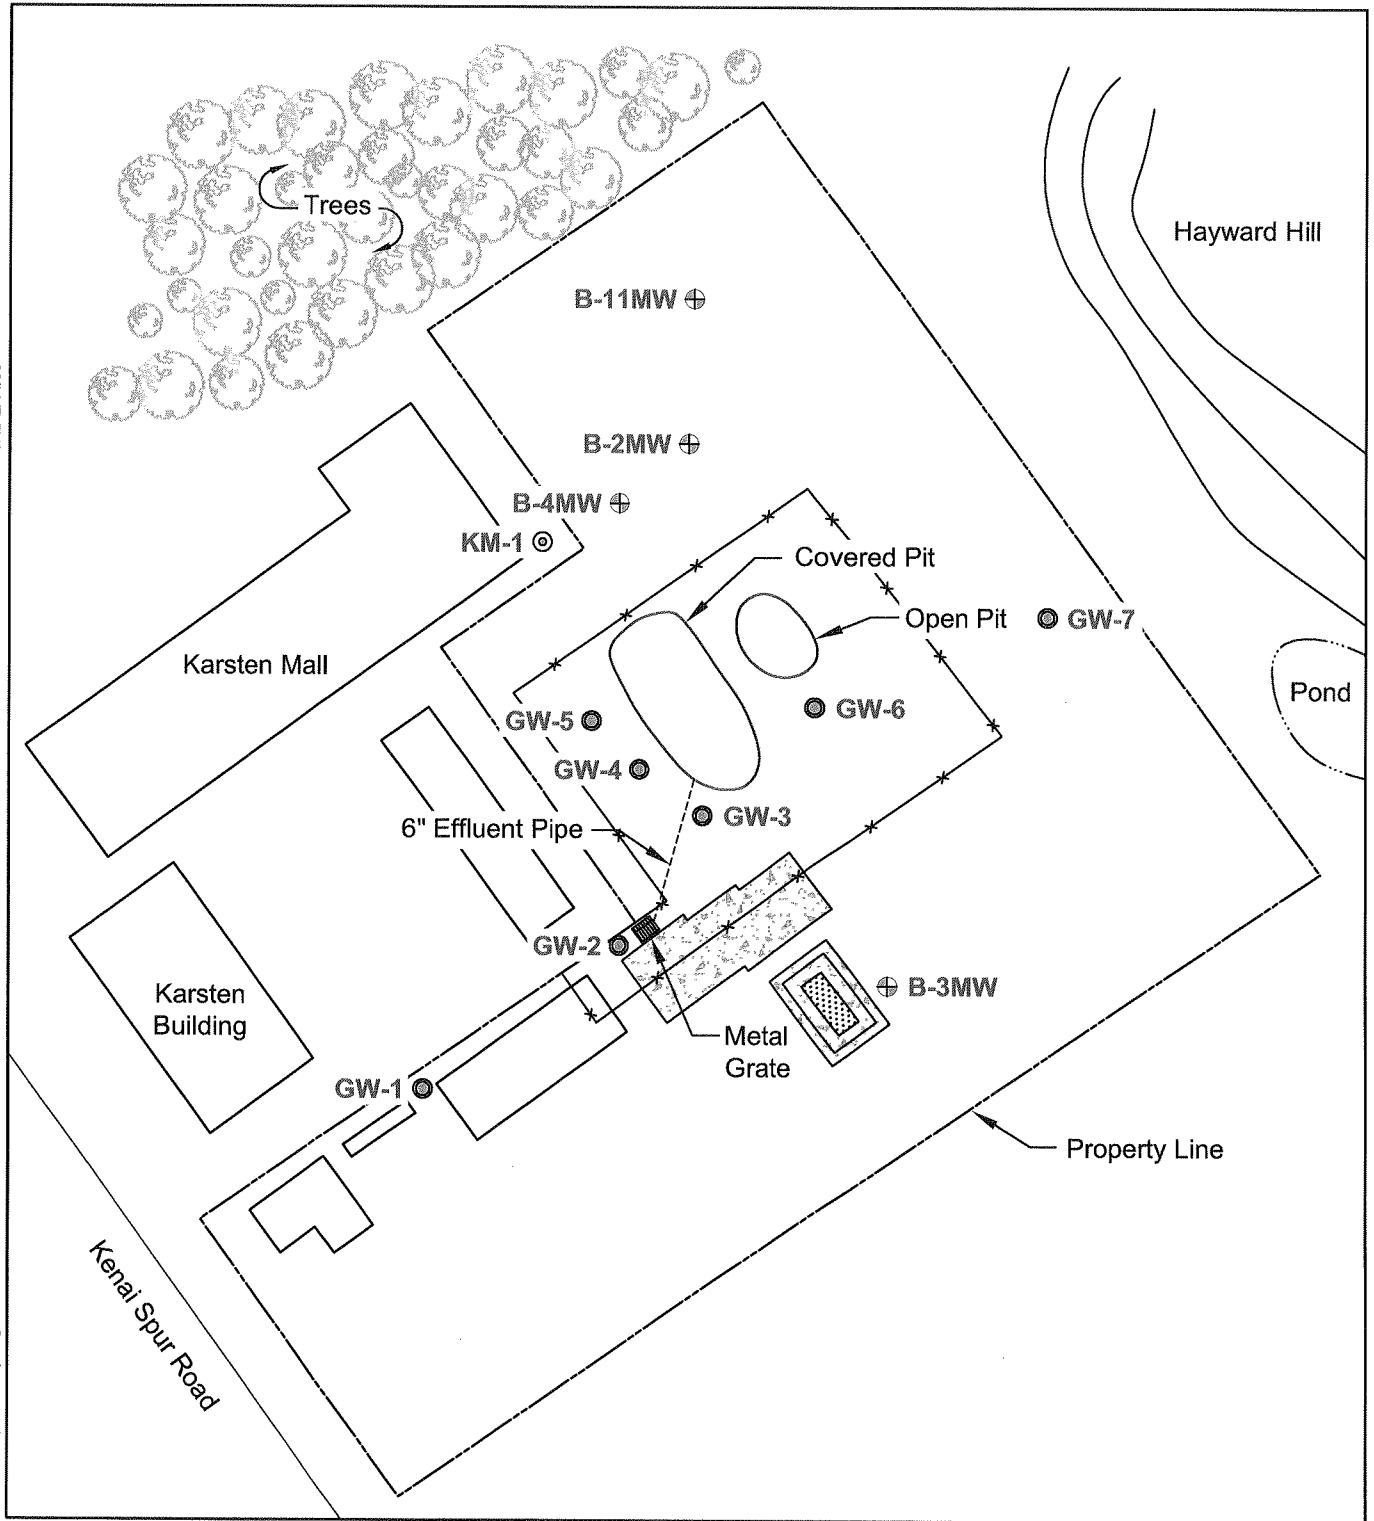 Trees
Hayward Hill
B-11MW
B-2MW
B-4MW
KM-1
Covered Pit
Open Pit
GW-7
Karsten Mall
Pond
GW-5
GW-6
GW-4
GW-3
6" Effluent Pipe
GW-2
B-3MW
Karsten
Building
Metal
Grate
GW-1
Property Line
Kenai Spur Road